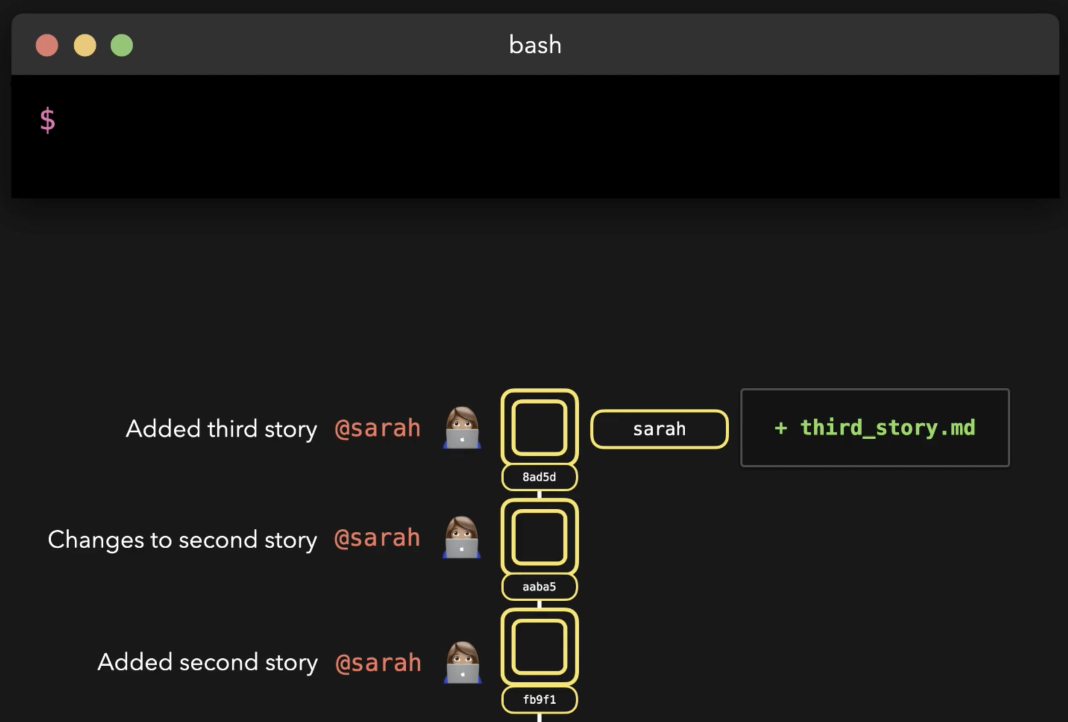 bash
$
Added third story @sarah sarah + third_story.md
8ad5d
Changes to second story @sarah
aaba5
Added second story @sarah
fb9f1